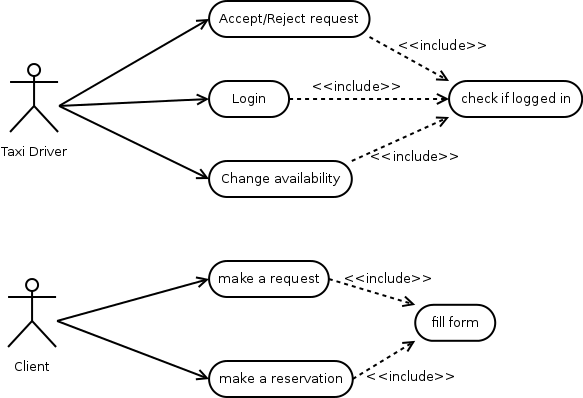 Accept/Reject request
<<include>>
<<include>>
Login
check if logged in
Taxi Driver
<<include>>
Change availability
make a request
<<include>>
fill form
Client
make a reservation
<<include>>